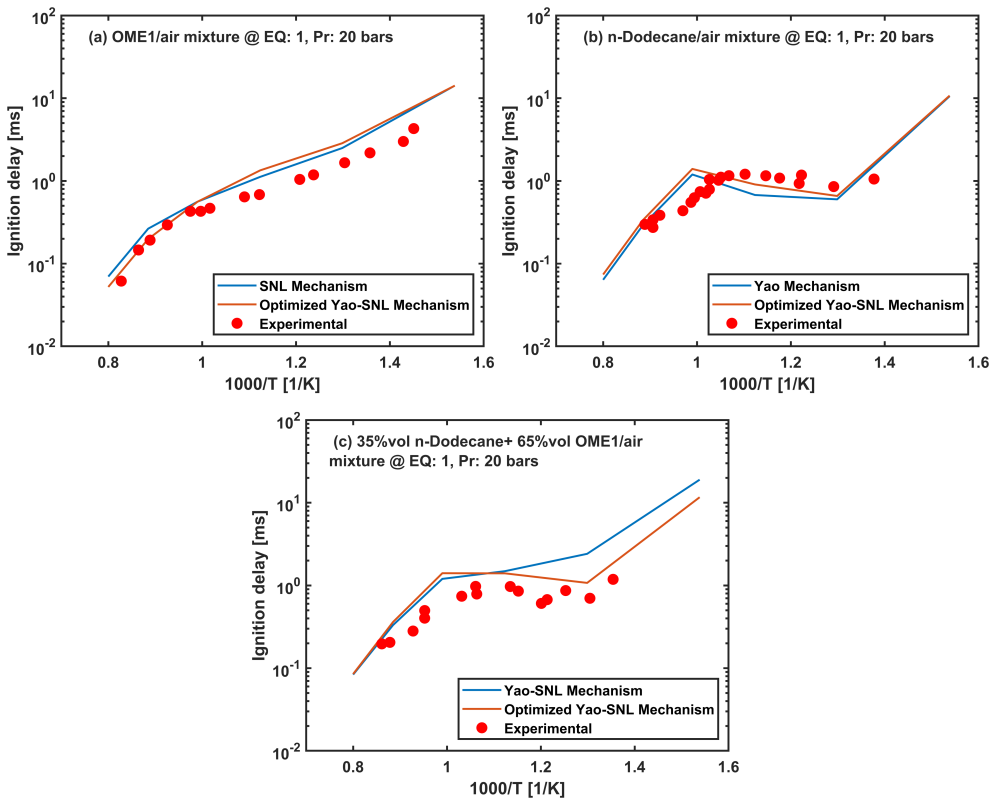 (a) OME1/air mixture @ EQ: 1, Pr: 20 bars
Ignition delay [ms]
10^2
10^1
10^0
10^-1
10^-2
0.8 1 1.2 1.4 1.6
1000/T [1/K]
SNL Mechanism
Optimized Yao-SNL Mechanism
Experimental
(b) n-Dodecane/air mixture @ EQ: 1, Pr: 20 bars
Ignition delay [ms]
10^2
10^1
10^0
10^-1
10^-2
0.8 1 1.2 1.4 1.6
1000/T [1/K]
Yao Mechanism
Optimized Yao-SNL Mechanism
Experimental
(c) 35%vol n-Dodecane+ 65%vol OME1/air
mixture @ EQ: 1, Pr: 20 bars
Ignition delay [ms]
10^2
10^1
10^0
10^-1
10^-2
0.8 1 1.2 1.4 1.6
1000/T [1/K]
Yao-SNL Mechanism
Optimized Yao-SNL Mechanism
Experimental